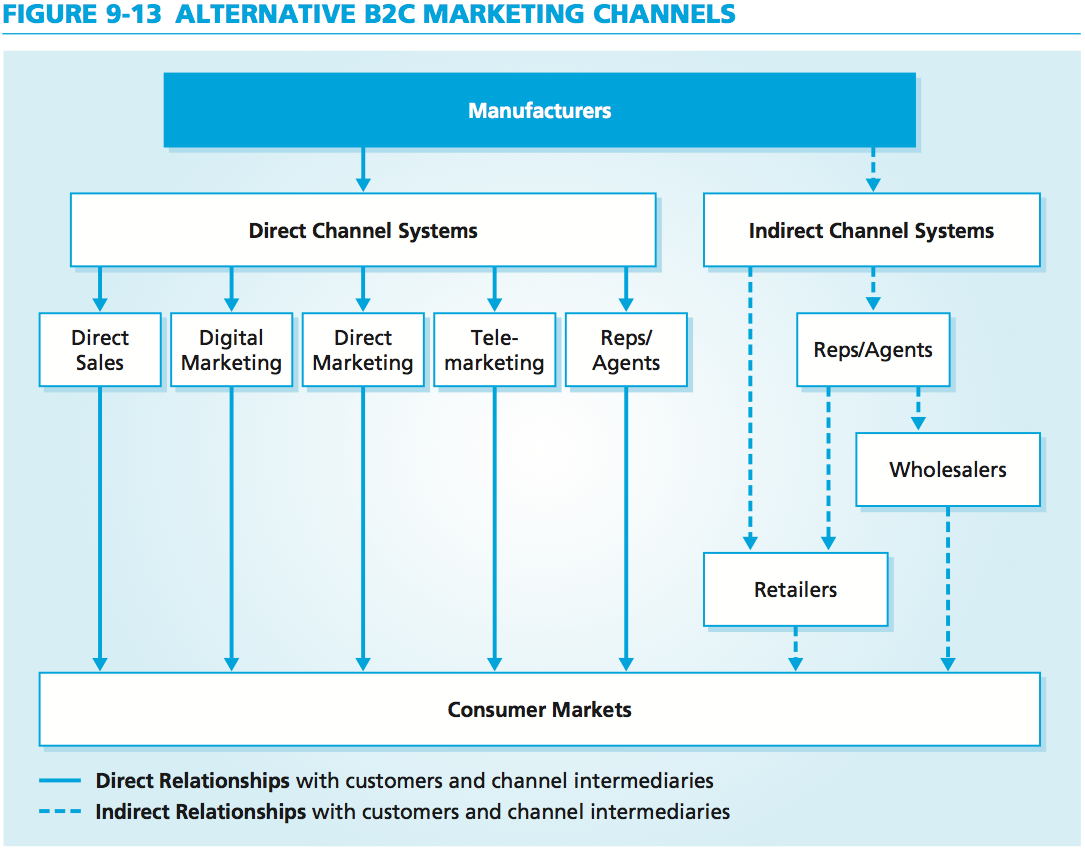 FIGURE 9-13 ALTERNATIVE B2C MARKETING CHANNELS
Manufacturers
Direct Channel Systems
Indirect Channel Systems
Direct
Sales
Digital
Marketing
Direct
Marketing
Tele-
marketing
Reps/
Agents
Reps/Agents
Wholesalers
Retailers
Consumer Markets
Direct Relationships with customers and channel intermediaries
Indirect Relationships with customers and channel intermediaries